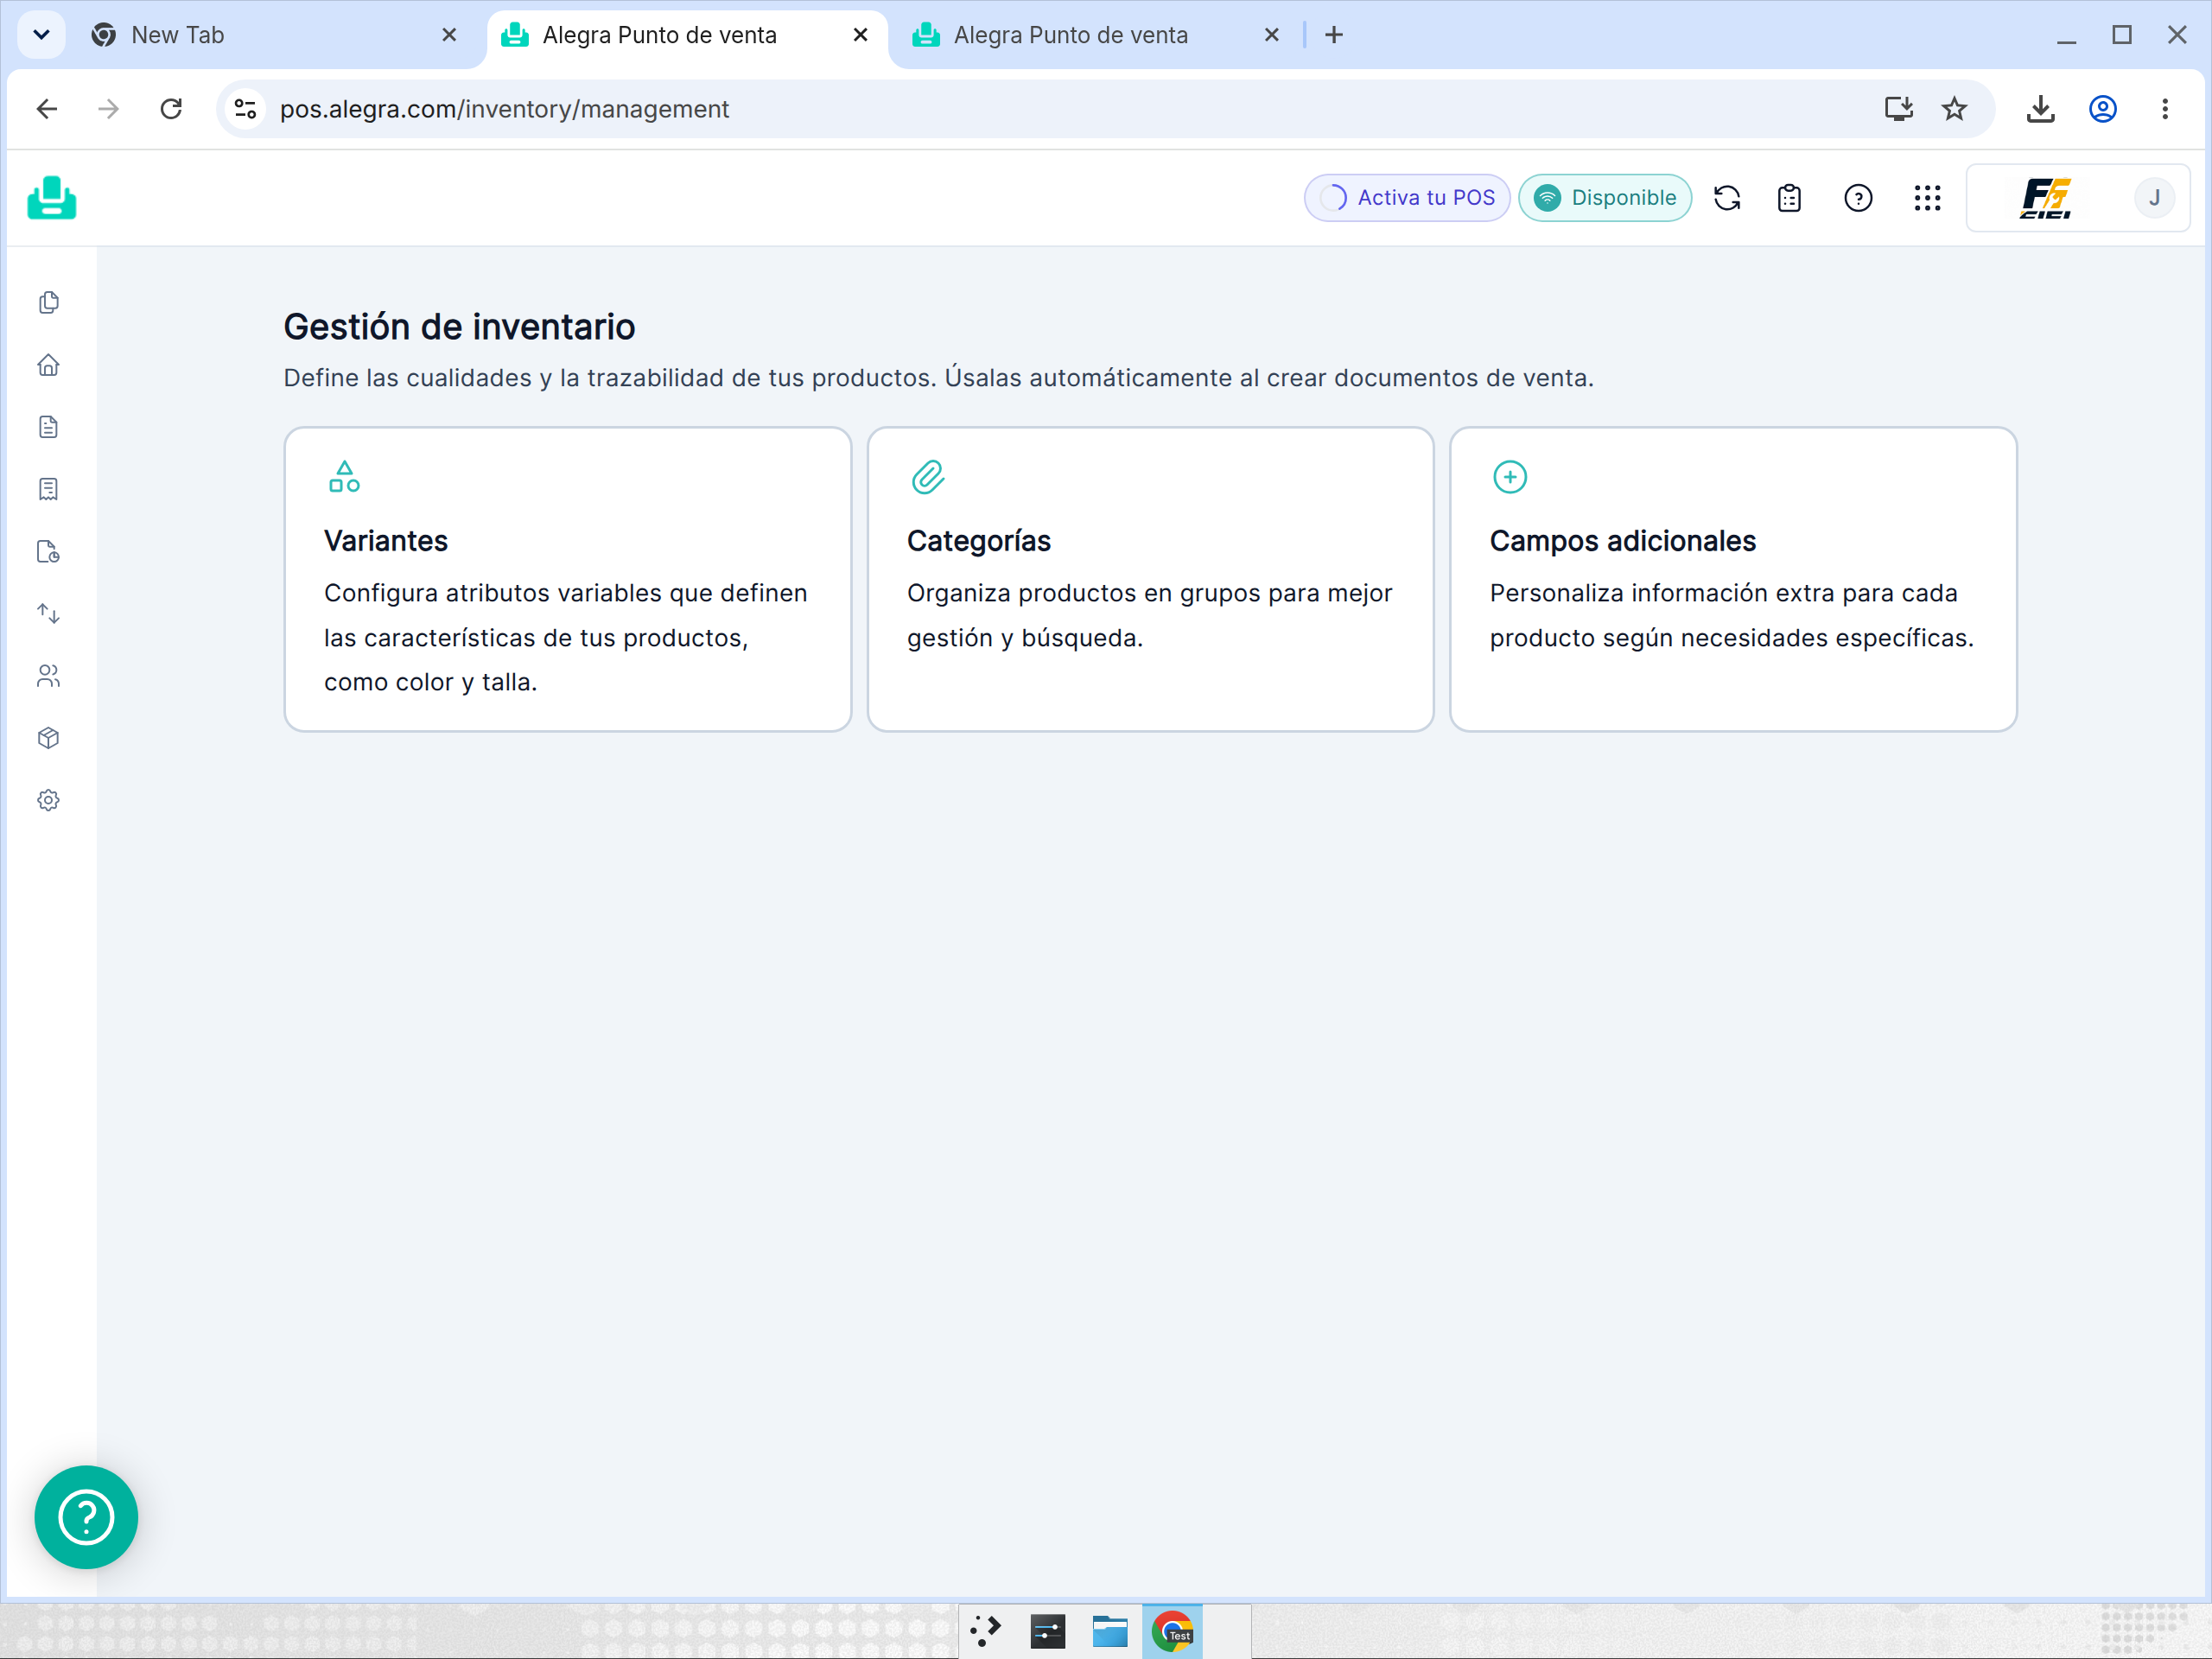 New Tab
Alegra Punto de venta
Alegra Punto de venta
pos.alegra.com/inventory/management
Activa tu POS
Disponible
J
Gestión de inventario
Define las cualidades y la trazabilidad de tus productos. Úsalas automáticamente al crear documentos de venta.
Variantes
Configura atributos variables que definen
las características de tus productos,
como color y talla.
Categorías
Organiza productos en grupos para mejor
gestión y búsqueda.
Campos adicionales
Personaliza información extra para cada
producto según necesidades específicas.
Test